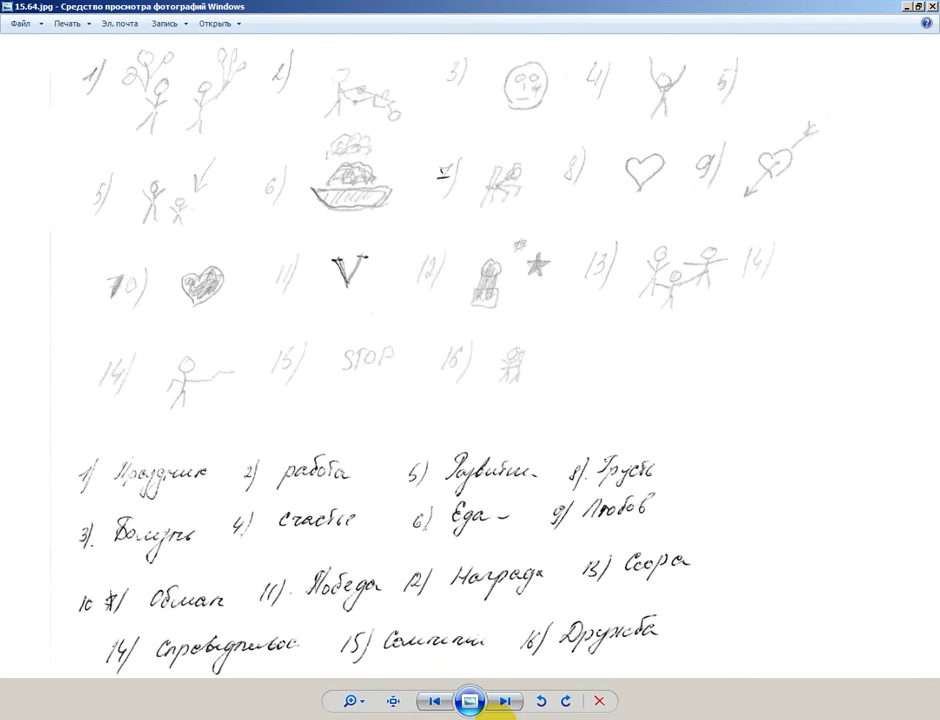 15.64.jpg - Средство просмотра фотографий Windows
Файл Печать Эл. почта Запись Открыть
1) 2) 3) 4) 5)
5) 6) 7) 8) 9)
10) 11) V 12) 13) 14)
14) 15) STOP 16)
1) Праздник 2) работа 5) Развитие 8) Грусть
3) Болезнь 4) счастье 6) Еда 9) Любов
10 7) Обман 11) Победа 12) Награда 13) Ссора
14) Справедливос 15) 16) Дружба